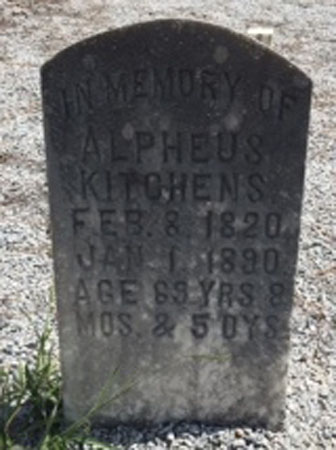 IN MEMORY OF
ALPHEUS
KITCHENS
FEB. 8, 1820
JAN. 1, 1890
AGE 69 YRS 8
MOS. & 5 DYS